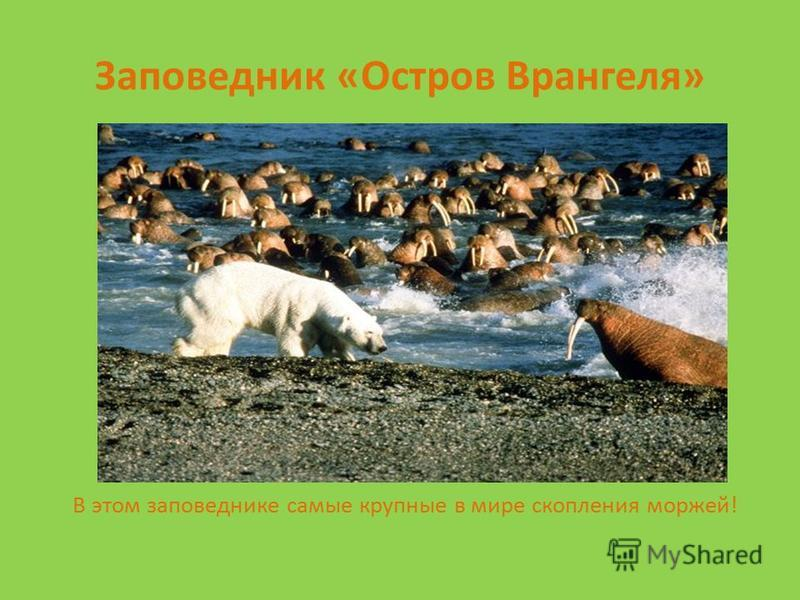 Заповедник «Остров Врангеля»
В этом заповеднике самые крупные в мире скопления моржей!
MyShared